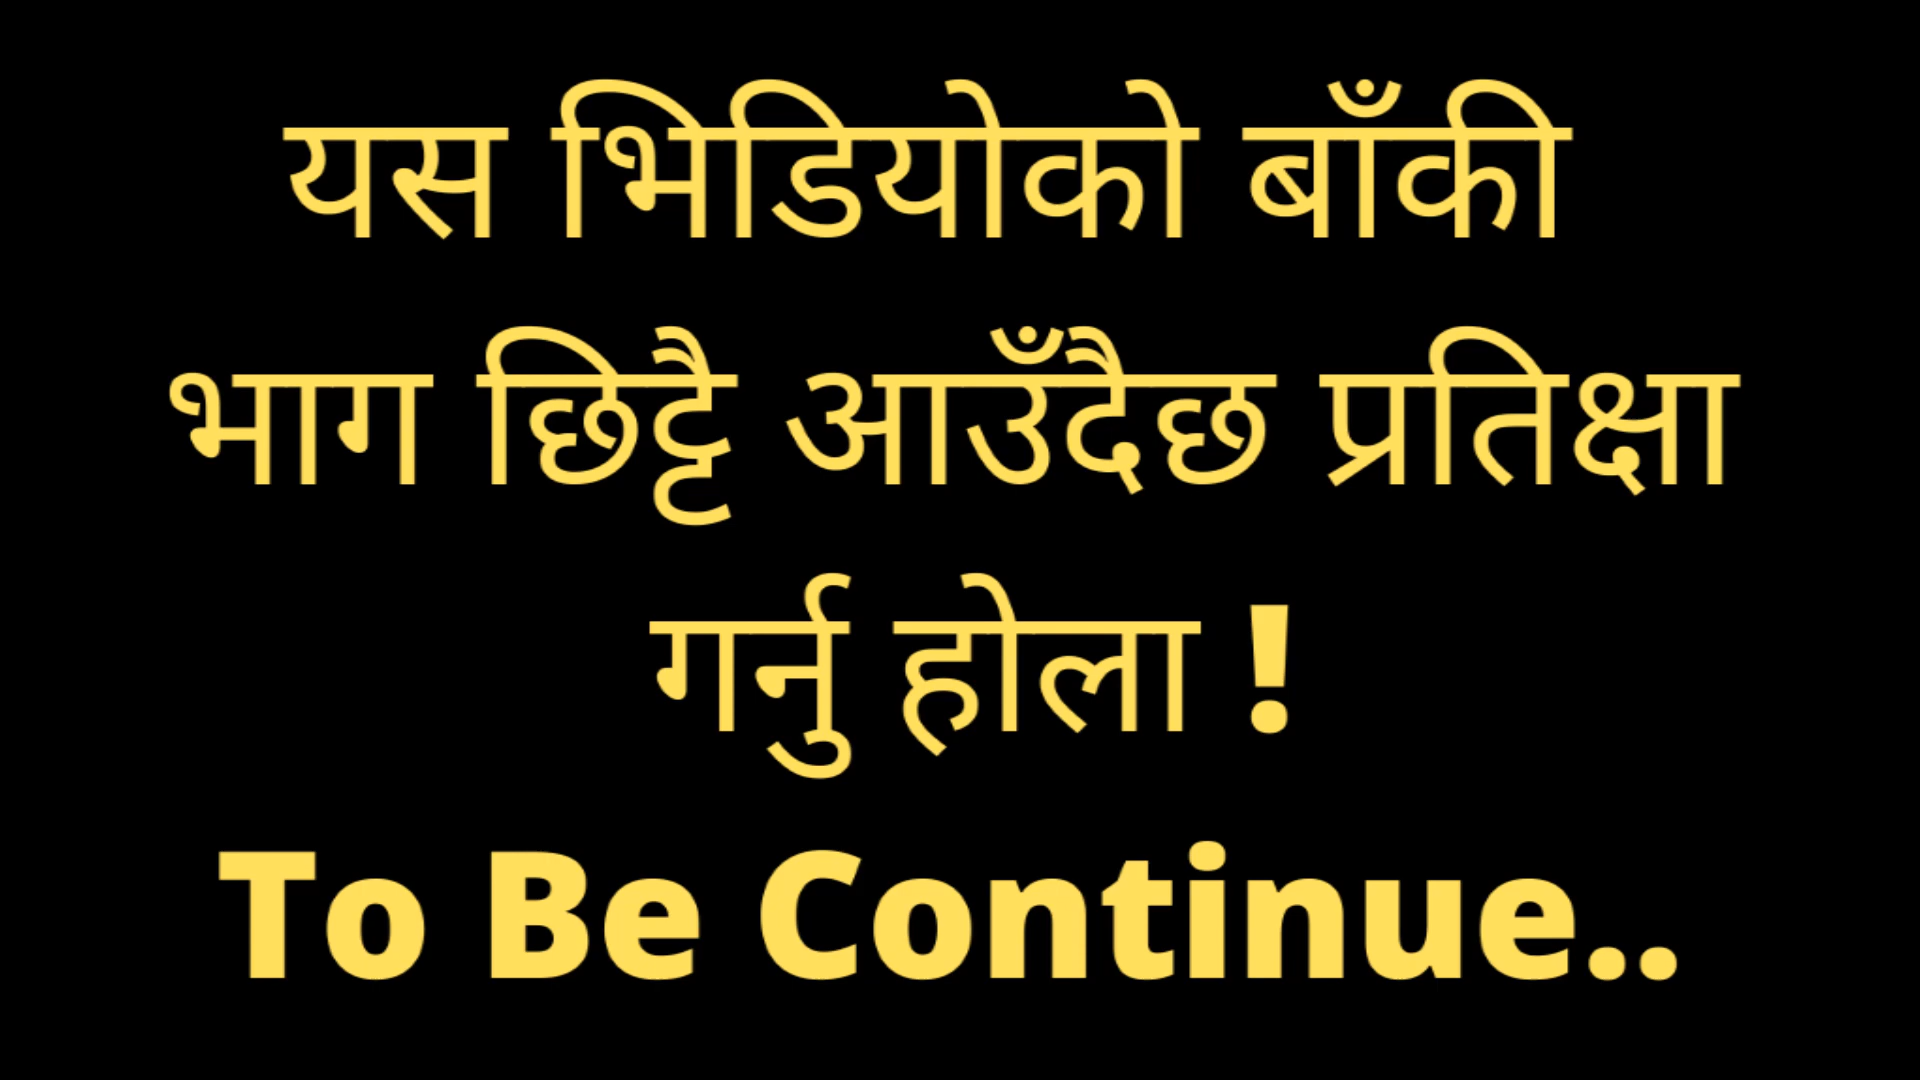 यस भिडियोको बाँकी
भाग छिट्टै आउँदैछ प्रतिक्षा
गर्नु होला !
To Be Continue..